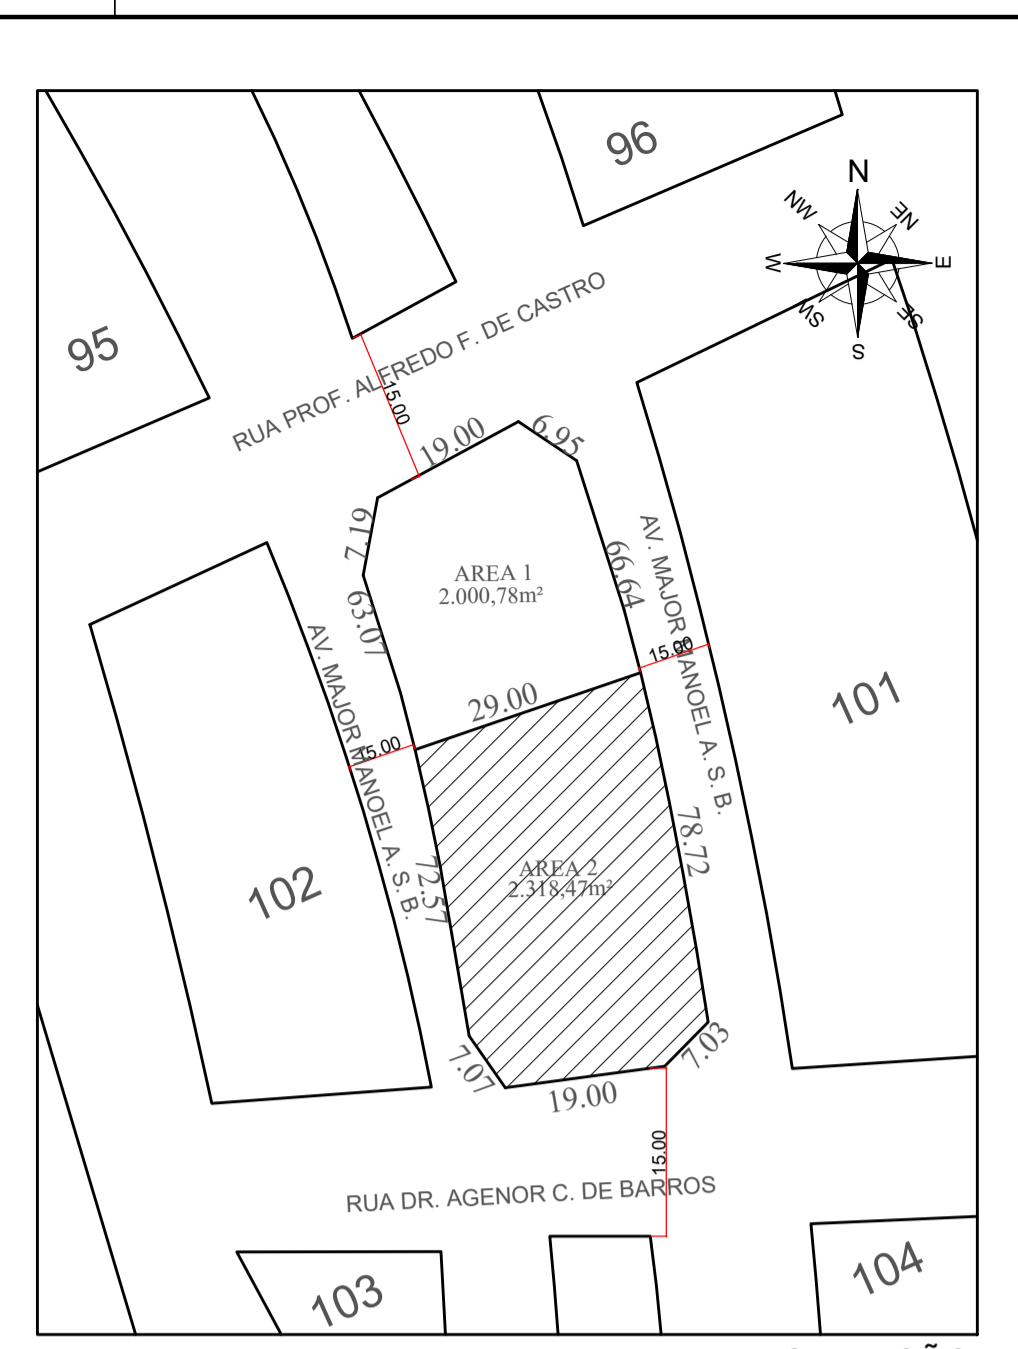 96
N
NW
NE
W
E
SW
SE
S
95
RUA PROF. ALFREDO F. DE CASTRO
15.00
19.00
6.95
7.19
AREA 1
2.000,78m²
66.64
63.07
AV. MAJOR MANOEL A. S. B.
15.00
101
29.00
AV. MAJOR MANOEL A. S. B.
15.00
78.72
AREA 2
2.318,47m²
72.57
102
7.03
7.07
19.00
15.00
RUA DR. AGENOR C. DE BARROS
103
104